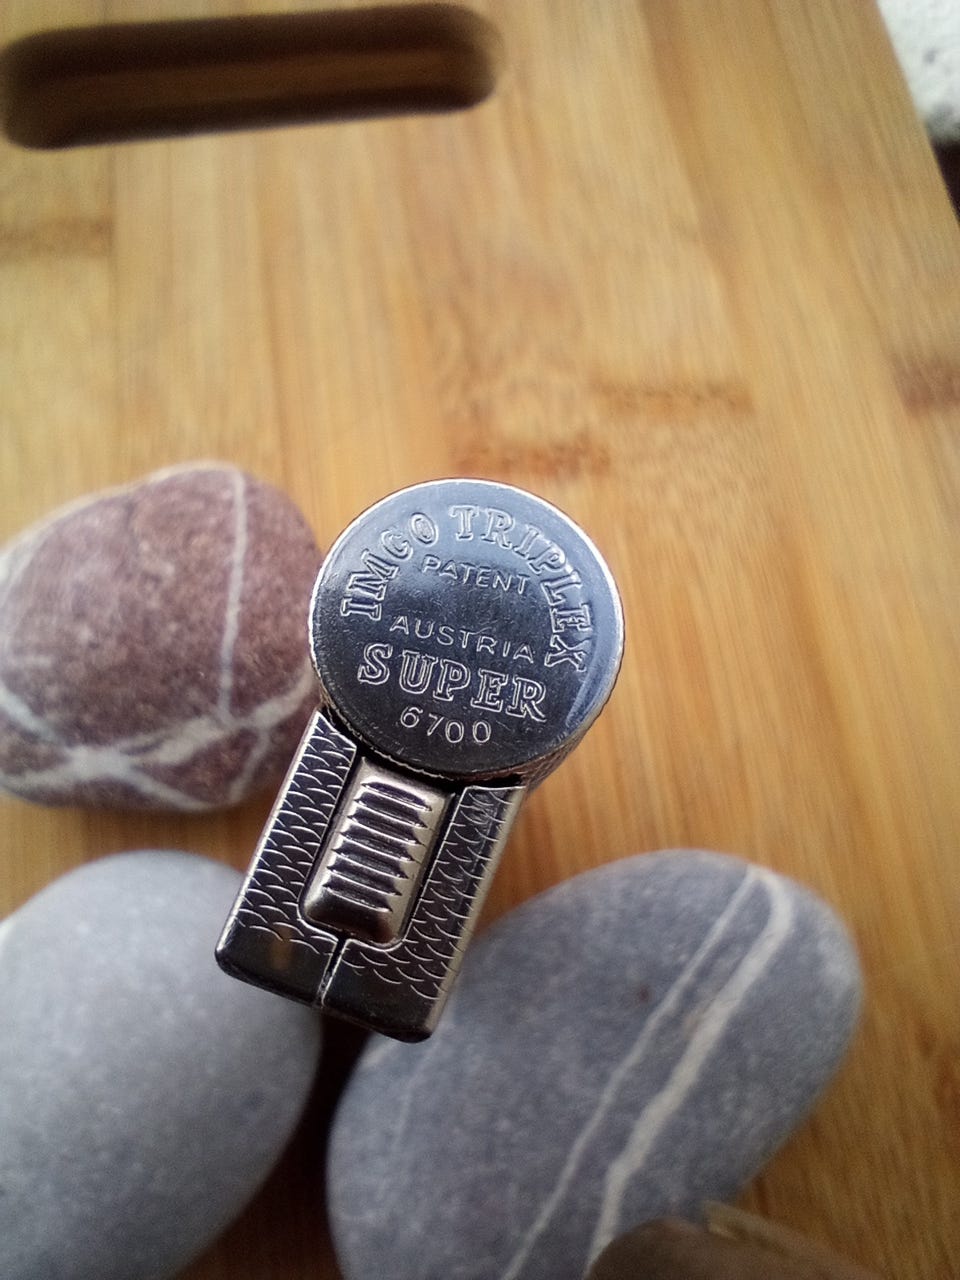 IMCO TRIPLEX
PATENT
AUSTRIA
SUPER
6700